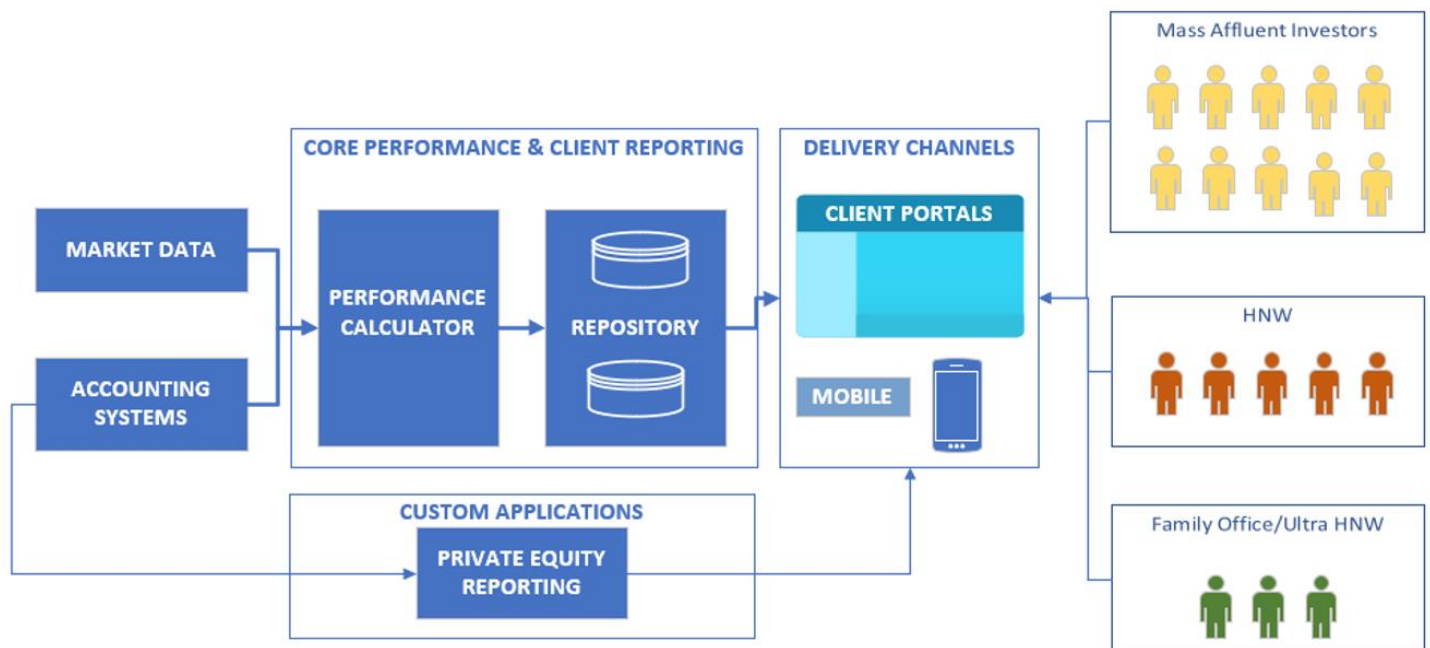 Mass Affluent Investors
CORE PERFORMANCE & CLIENT REPORTING
DELIVERY CHANNELS
CLIENT PORTALS
MARKET DATA
PERFORMANCE
CALCULATOR
REPOSITORY
HNW
ACCOUNTING
SYSTEMS
MOBILE
CUSTOM APPLICATIONS
PRIVATE EQUITY
REPORTING
Family Office/Ultra HNW